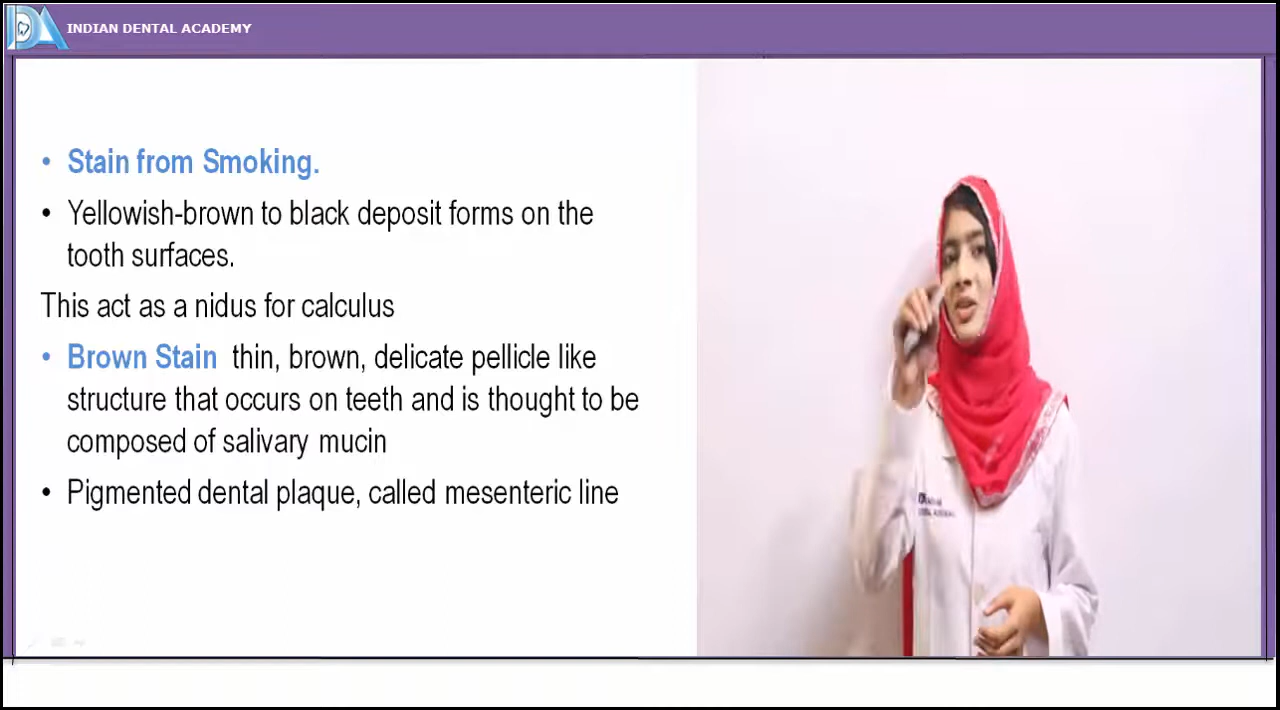 INDIAN DENTAL ACADEMY
• Stain from Smoking.
• Yellowish-brown to black deposit forms on the
tooth surfaces.
This act as a nidus for calculus
• Brown Stain thin, brown, delicate pellicle like
structure that occurs on teeth and is thought to be
composed of salivary mucin
• Pigmented dental plaque, called mesenteric line